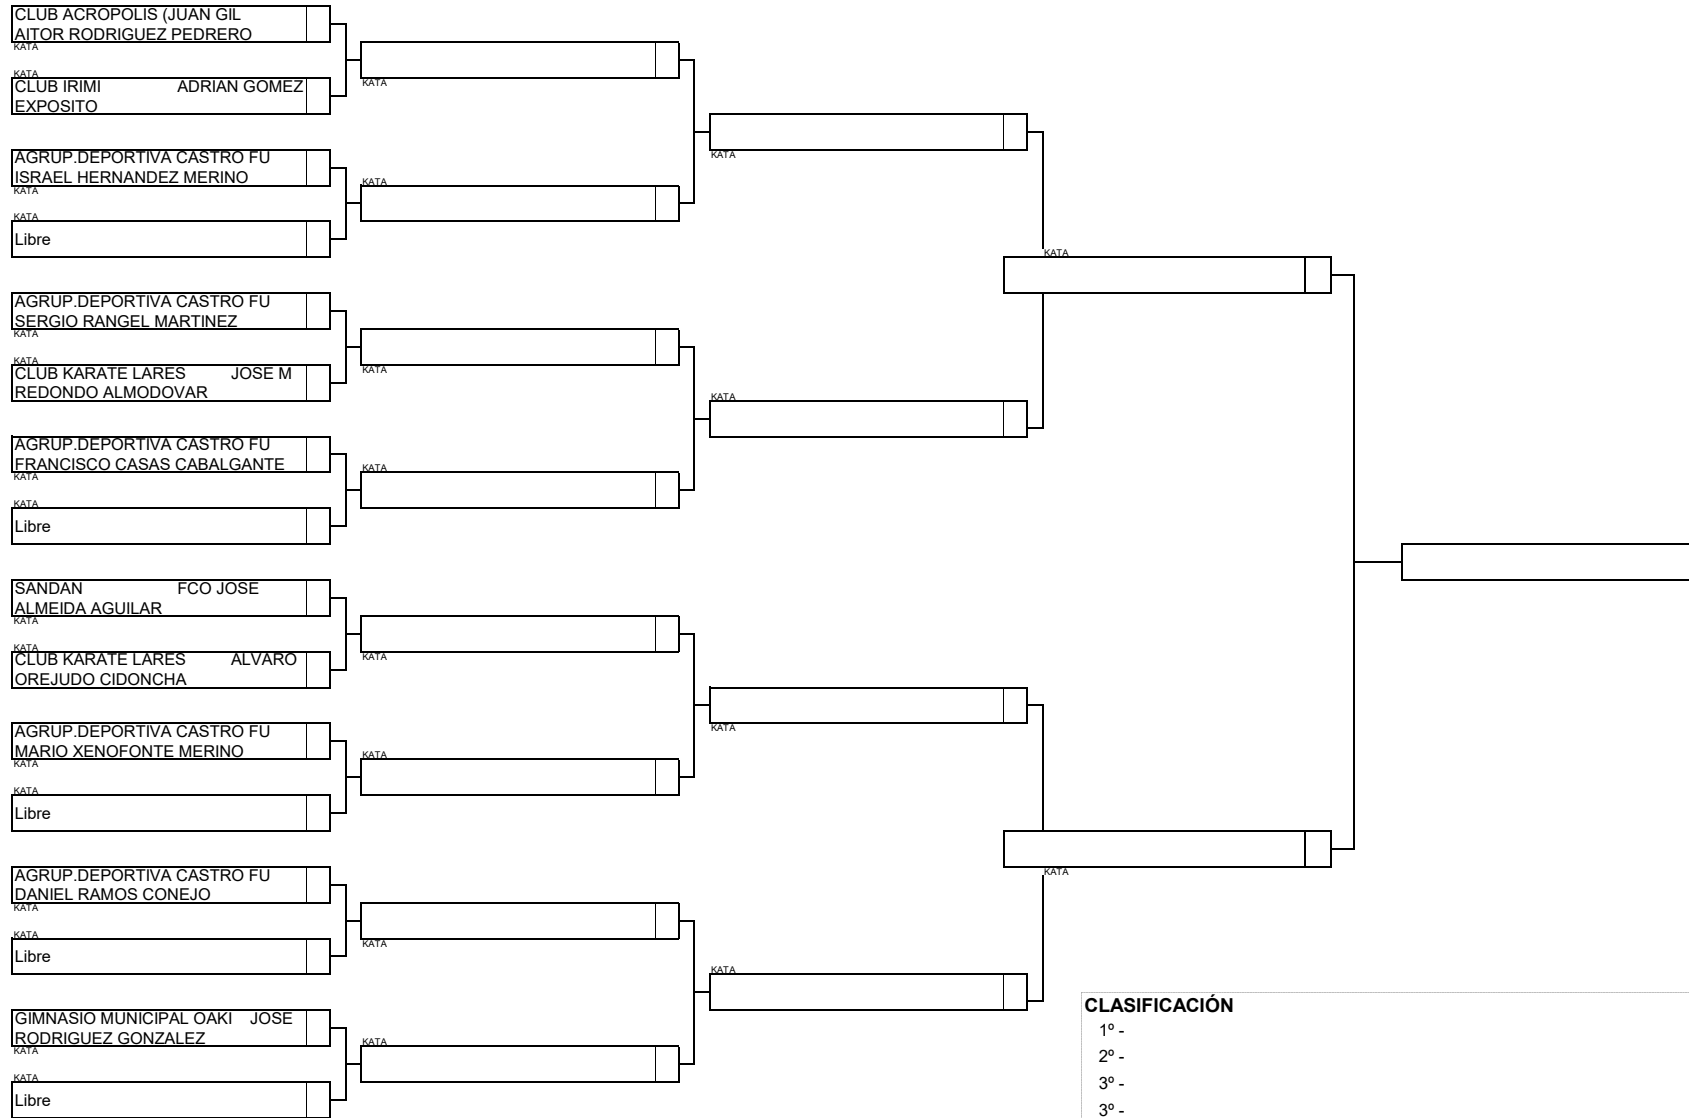 CLUB ACROPOLIS (JUAN GIL
AITOR RODRIGUEZ PEDRERO
KATA
KATA
CLUB IRIMI ADRIAN GOMEZ
EXPOSITO
AGRUP.DEPORTIVA CASTRO FU
ISRAEL HERNANDEZ MERINO
KATA
KATA
Libre
AGRUP.DEPORTIVA CASTRO FU
SERGIO RANGEL MARTINEZ
KATA
KATA
CLUB KARATE LARES JOSE M
REDONDO ALMODOVAR
AGRUP.DEPORTIVA CASTRO FU
FRANCISCO CASAS CABALGANTE
KATA
KATA
Libre
SANDAN FCO JOSE
ALMEIDA AGUILAR
KATA
KATA
CLUB KARATE LARES ALVARO
OREJUDO CIDONCHA
AGRUP.DEPORTIVA CASTRO FU
MARIO XENOFONTE MERINO
KATA
KATA
Libre
AGRUP.DEPORTIVA CASTRO FU
DANIEL RAMOS CONEJO
KATA
KATA
Libre
GIMNASIO MUNICIPAL OAKI JOSE
RODRIGUEZ GONZALEZ
KATA
KATA
Libre
KATA
KATA
KATA
KATA
KATA
KATA
KATA
KATA
KATA
KATA
KATA
KATA
KATA
KATA
CLASIFICACIÓN
1º -
2º -
3º -
3º -